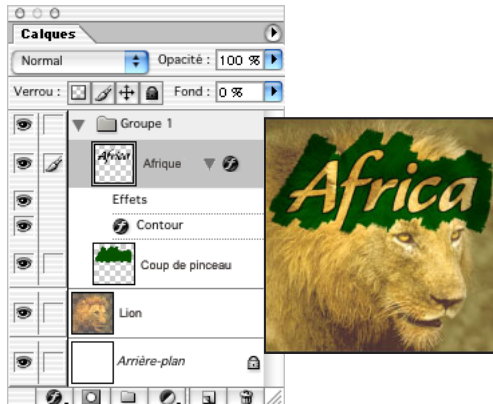 Calques
Normal Opacité : 100 %
Verrou : Fond : 0 %
Groupe 1
Africa Afrique
Effets
Contour
Coup de pinceau
Lion
Arrière-plan
Africa